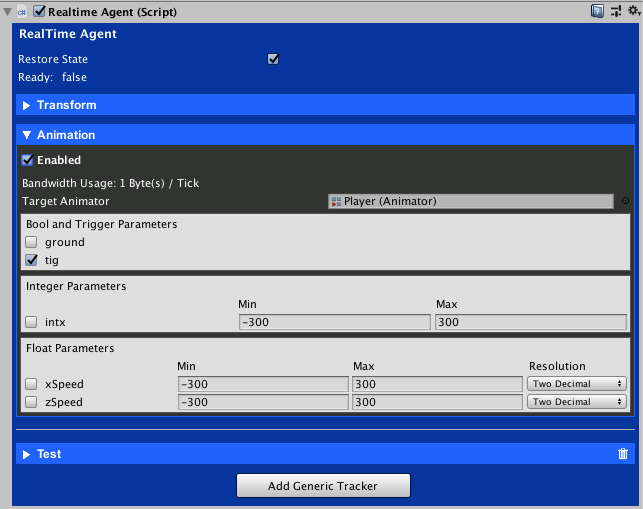 Realtime Agent (Script)
RealTime Agent
Restore State
Ready: false
Transform
Animation
Enabled
Bandwidth Usage: 1 Byte(s) / Tick
Target Animator Player (Animator)
Bool and Trigger Parameters
ground
tig
Integer Parameters
Min Max
intx -300 300
Float Parameters
Min Max Resolution
xSpeed -300 300 Two Decimal
zSpeed -300 300 Two Decimal
Test
Add Generic Tracker